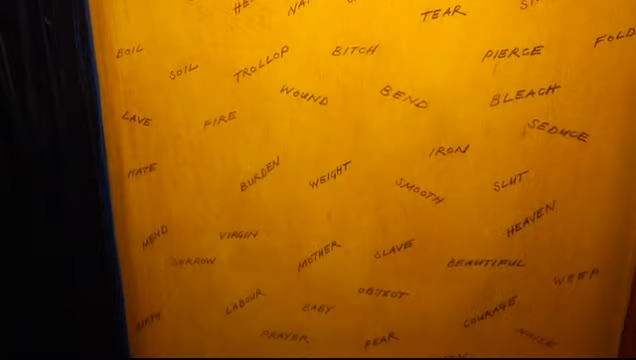 TEAR
BOIL SOIL TROLLOP BITCH PIERCE FOLD
WOUND BEND BLEACH
LAVE FIRE SEDUCE
IRON
HATE BURDEN WEIGHT SMOOTH SLUT
HEAVEN
MEND VIRGIN
SORROW MOTHER SLAVE BEAUTIFUL
WEEP
LABOUR BABY OBJECT
COURAGE
PRAYER FEAR